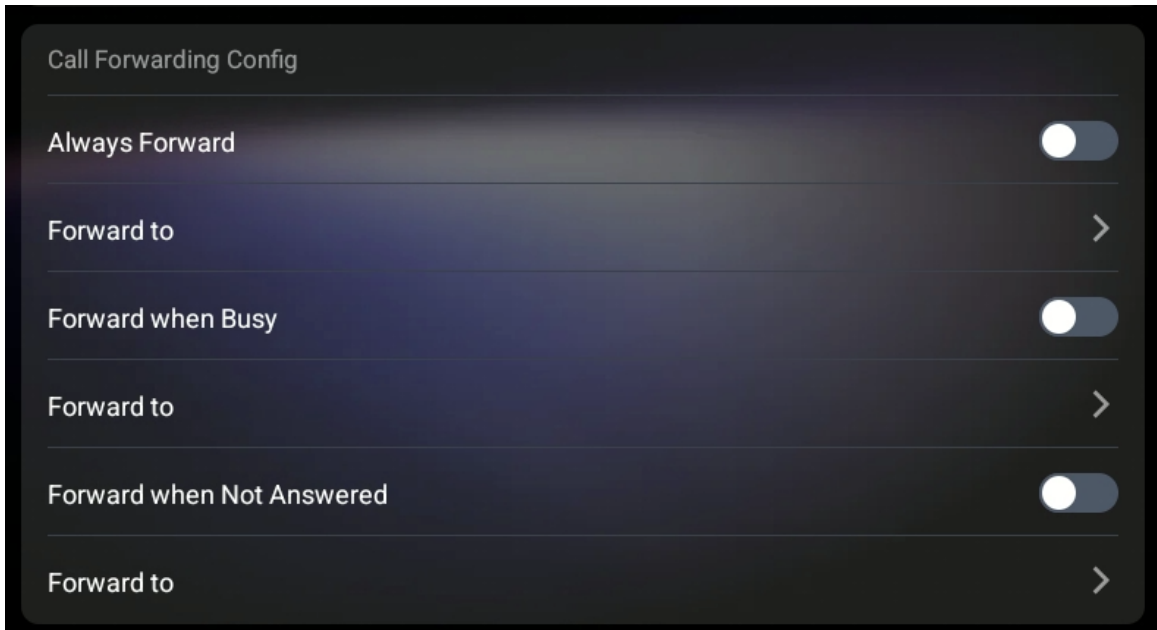 Call Forwarding Config
Always Forward
Forward to
Forward when Busy
Forward to
Forward when Not Answered
Forward to